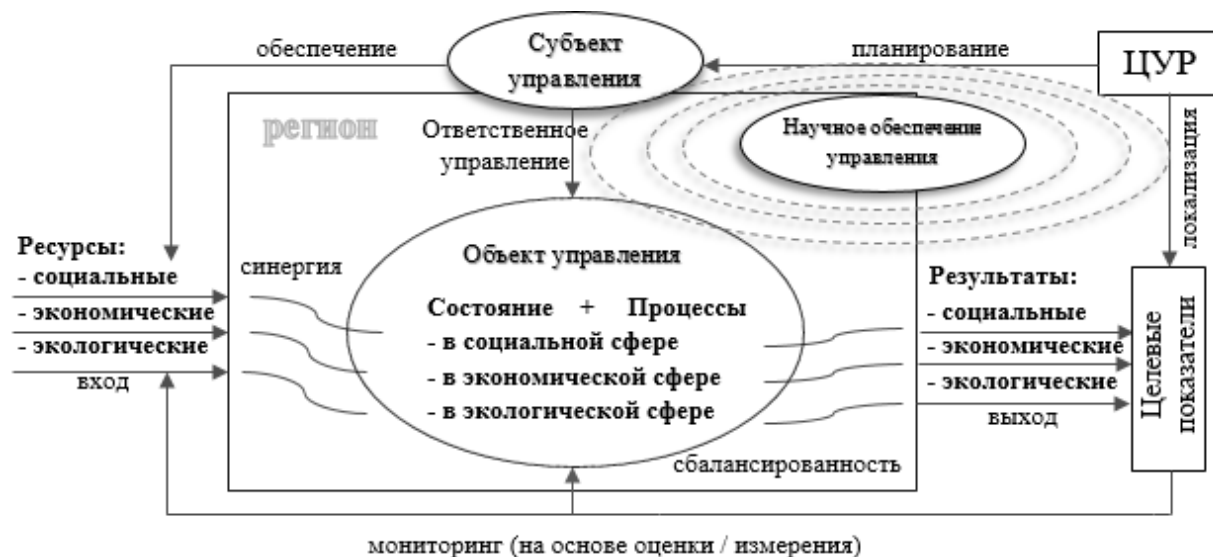 обеспечение
Субъект
управления
планирование
ЦУР
регион
Ответственное
управление
Научное обеспечение
управления
локализация
Ресурсы:
- социальные
- экономические
- экологические
вход
синергия
Объект управления
Состояние + Процессы
- в социальной сфере
- в экономической сфере
- в экологической сфере
сбалансированность
Результаты:
- социальные
- экономические
- экологические
выход
Целевые
показатели
мониторинг (на основе оценки / измерения)